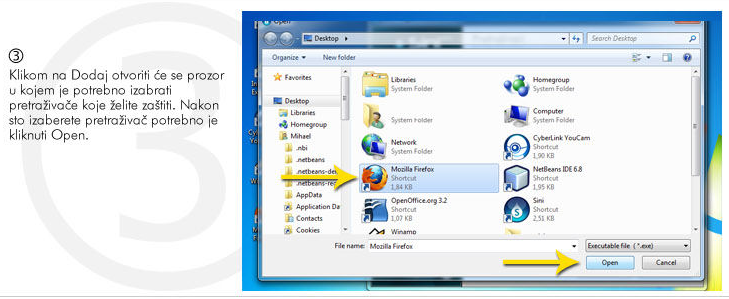 3
Klikom na Dodaj otvoriti će se prozor
u kojem je potrebno izabrati
pretraživače koje želite zaštiti. Nakon
sto izaberete pretraživač potrebno je
kliknuti Open.
3
Open
Desktop
Search Desktop
Organize
New folder
Favorites
Desktop
Libraries
Homegroup
Mihael
.nbi
.netbeans
.netbeans-de
.netbeans-re
AppData
Application Da
Contacts
Cookies
Libraries
System Folder
Homegroup
System Folder
System Folder
Computer
System Folder
Network
System Folder
CyberLink YouCam
Shortcut
1,90 KB
Mozilla Firefox
Shortcut
1,84 KB
NetBeans IDE 6.8
Shortcut
1,95 KB
OpenOffice.org 3.2
Shortcut
1,07 KB
Sini
Shortcut
2,51 KB
Winamp
File name:
Mozilla Firefox
Executable file (*.exe)
Open
Cancel